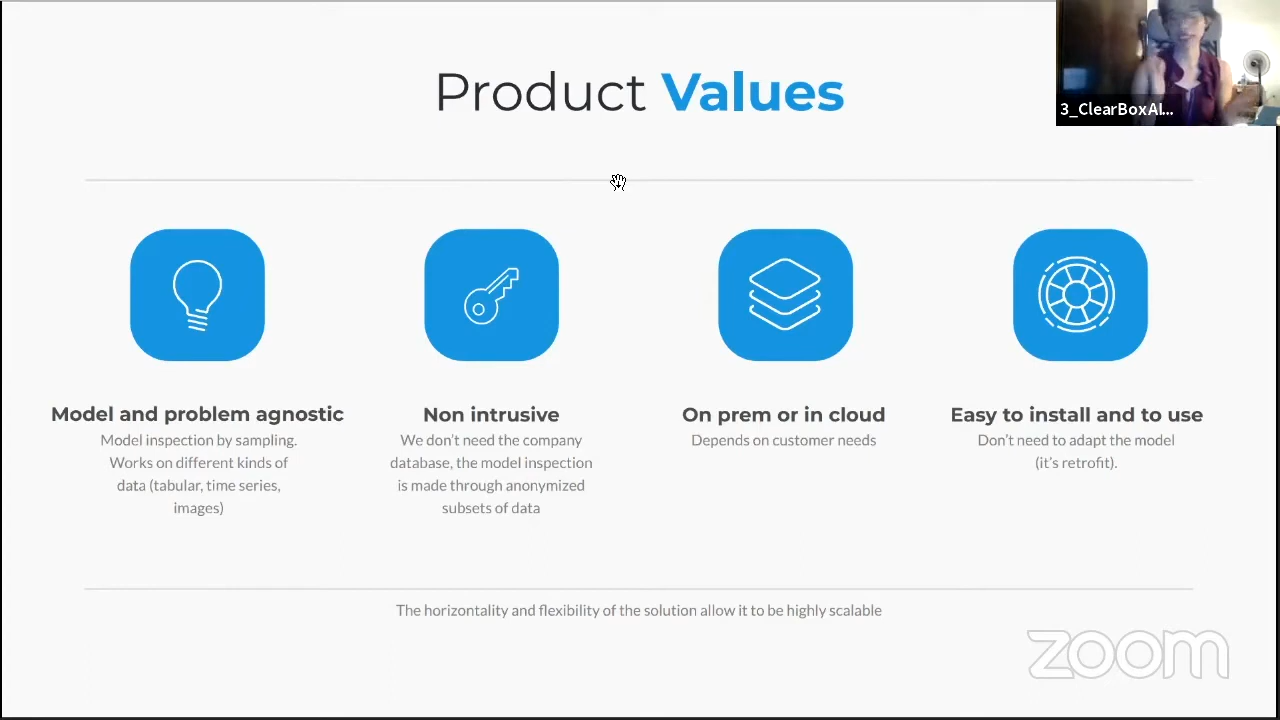 Product Values
3_ClearBoxAI...
Model and problem agnostic
Model inspection by sampling.
Works on different kinds of
data (tabular, time series,
images)
Non intrusive
We don't need the company
database, the model inspection
is made through anonymized
subsets of data
On prem or in cloud
Depends on customer needs
Easy to install and to use
Don't need to adapt the model
(it's retrofit).
The horizontality and flexibility of the solution allow it to be highly scalable
zoom